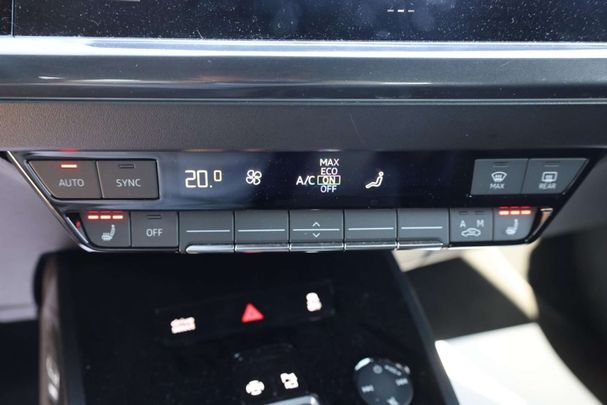 MAX
ECO
AUTO SYNC 20.0 A/C ON MAX REAR
OFF
OFF A M